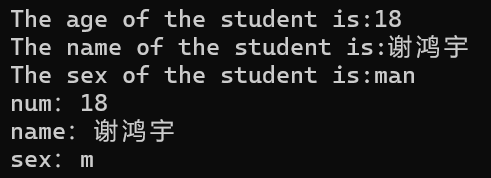 The age of the student is:18
The name of the student is:谢鸿宇
The sex of the student is:man
num: 18
name: 谢鸿宇
sex: m